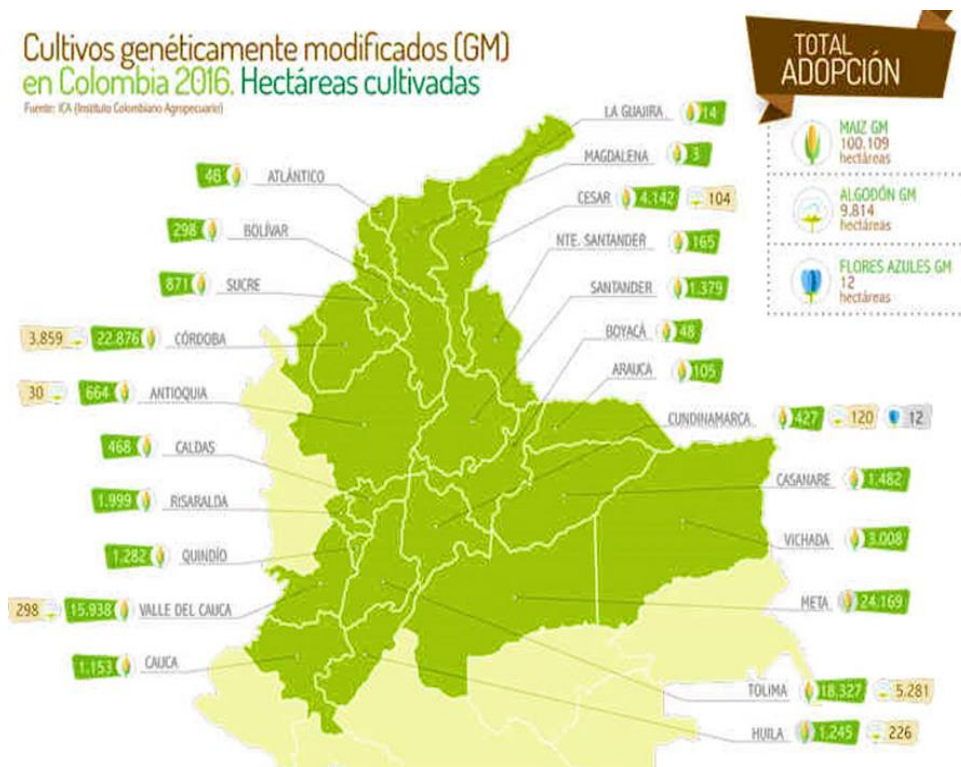 Cultivos genéticamente modificados (GM)
en Colombia 2016. Hectáreas cultivadas
Fuente: ICA (Instituto Colombiano Agropecuario)
TOTAL
ADOPCIÓN
MAIZ GM
100.109
hectáreas
ALGODÓN GM
9.814
hectáreas
FLORES AZULES GM
12
hectáreas
46 ATLÁNTICO
298 BOLÍVAR
871 SUCRE
3.859 22.876 CÓRDOBA
30 664 ANTIOQUIA
468 CALDAS
1.999 RISARALDA
1.282 QUINDÍO
298 15.938 VALLE DEL CAUCA
1.153 CAUCA
LA GUAJIRA 14
MAGDALENA 3
CESAR 4.142 104
NTE. SANTANDER 165
SANTANDER 1.379
BOYACÁ 48
ARAUCA 105
CUNDINAMARCA 427 120 12
CASANARE 1.482
VICHADA 3.008
META 24.169
TOLIMA 18.327 5.281
HUILA 1.245 226